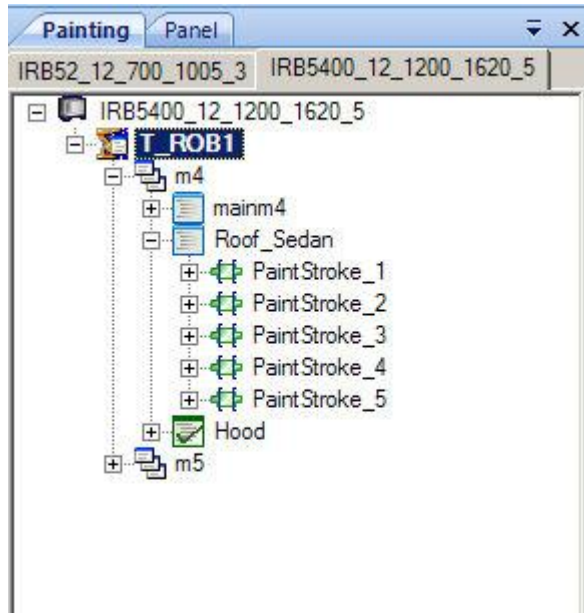 Painting Panel
IRB52_12_700_1005_3 IRB5400_12_1200_1620_5
IRB5400_12_1200_1620_5
T_ROB1
m4
mainm4
Roof_Sedan
PaintStroke_1
PaintStroke_2
PaintStroke_3
PaintStroke_4
PaintStroke_5
Hood
m5